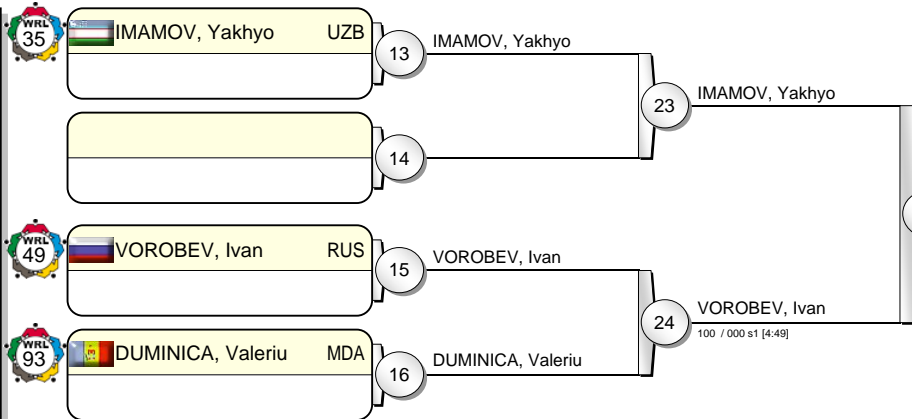 WRL
35
IMAMOV, Yakhyo UZB
13
IMAMOV, Yakhyo
23
IMAMOV, Yakhyo
14
WRL
49
VOROBEV, Ivan RUS
15
VOROBEV, Ivan
24
VOROBEV, Ivan
100 / 000 s1 [4:49]
WRL
93
DUMINICA, Valeriu MDA
16
DUMINICA, Valeriu